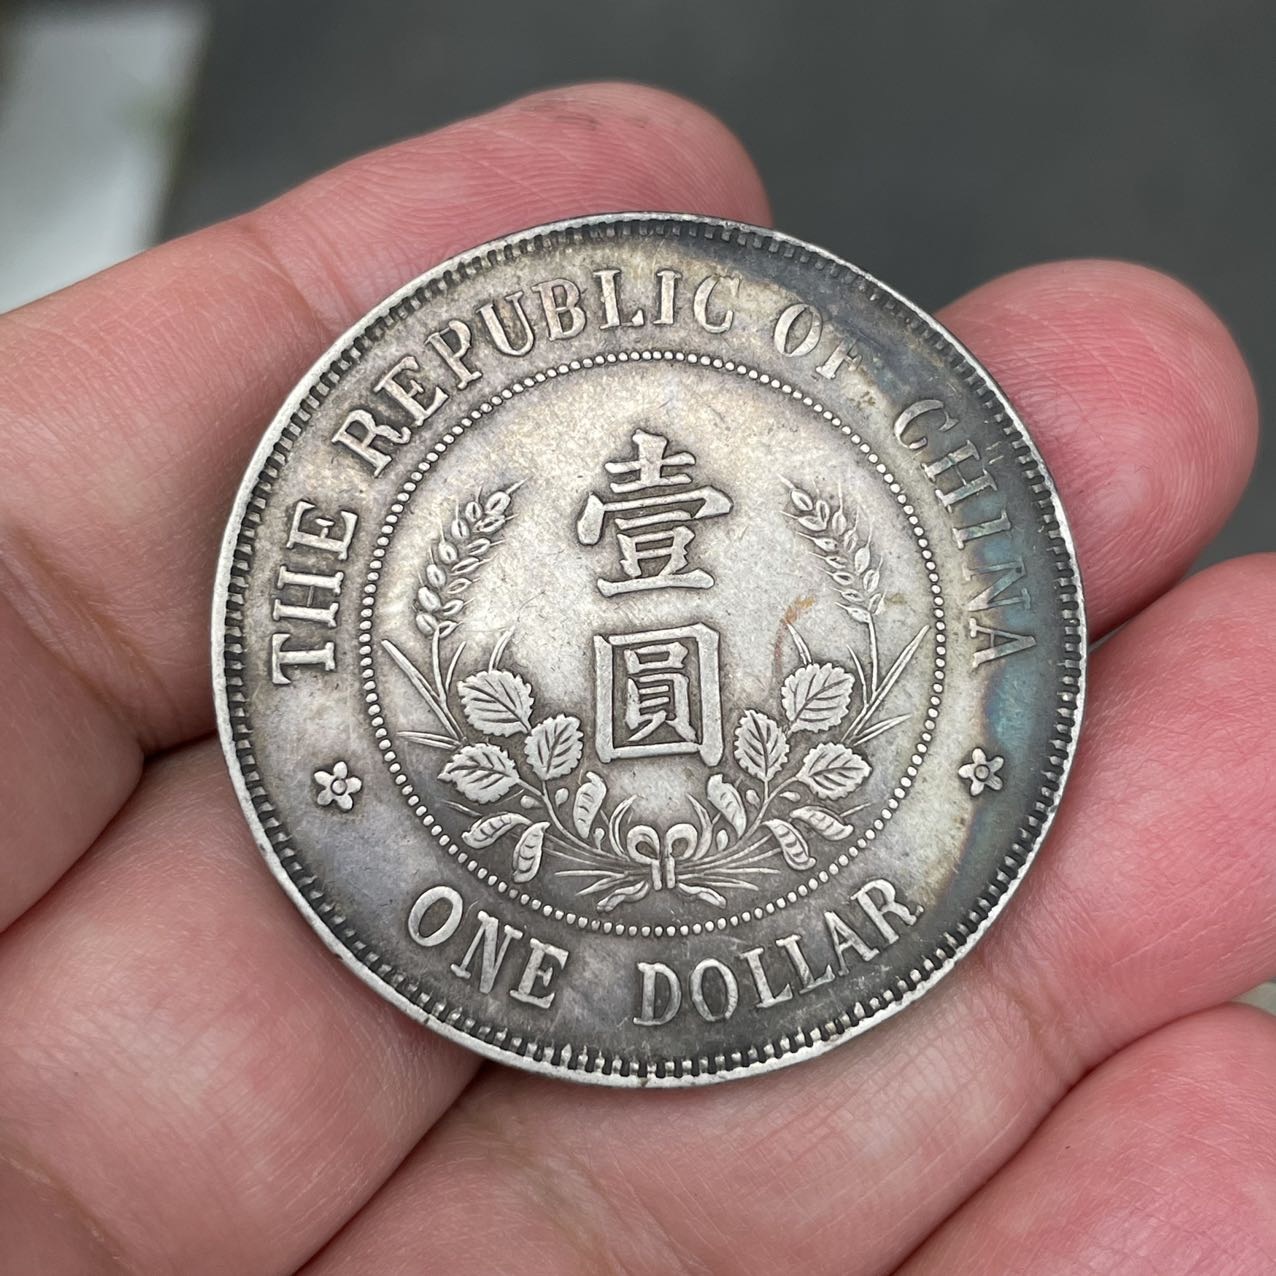 THE REPUBLIC OF CHINA
壹
圓
ONE DOLLAR